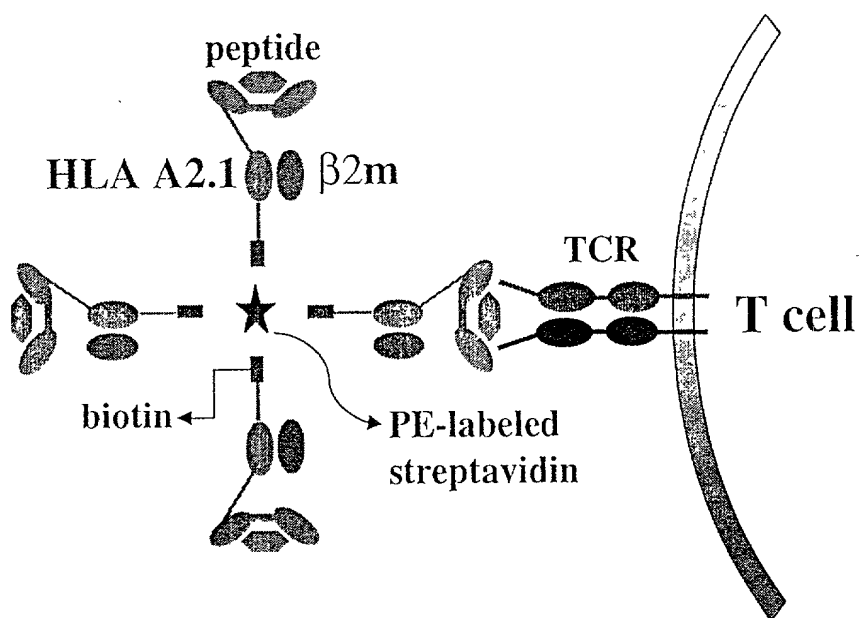 peptide
HLA A2.1
β2m
TCR
T cell
biotin
PE-labeled
streptavidin